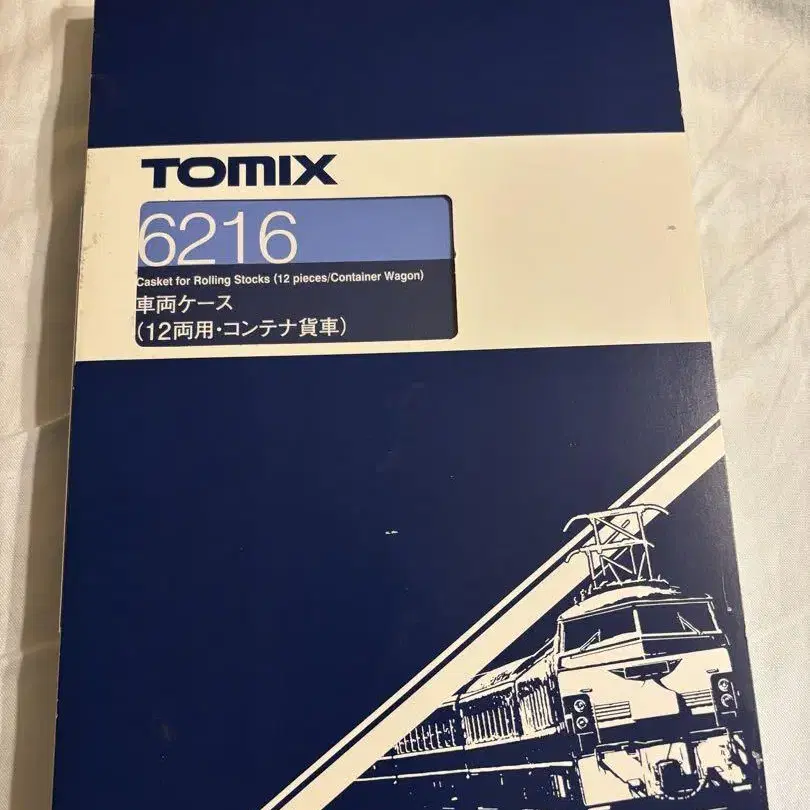 TOMIX
6216
Casket for Rolling Stocks (12 pieces/Container Wagon)
車両ケース
(12両用・コンテナ貨車)